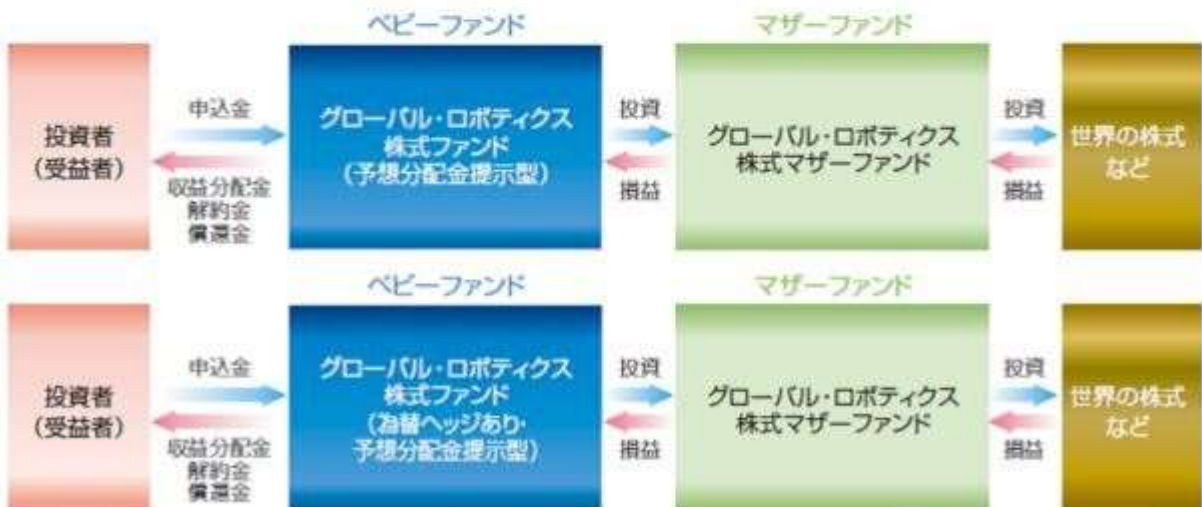 ベビーファンド
マザーファンド
投資者
(受益者)
申込金
収益分配金
解約金
償還金
グローバル・ロボティクス
株式ファンド
(予想分配金提示型)
投資
損益
グローバル・ロボティクス
株式マザーファンド
投資
損益
世界の株式
など
ベビーファンド
マザーファンド
投資者
(受益者)
申込金
収益分配金
解約金
償還金
グローバル・ロボティクス
株式ファンド
(為替ヘッジあり・
予想分配金提示型)
投資
損益
グローバル・ロボティクス
株式マザーファンド
投資
損益
世界の株式
など